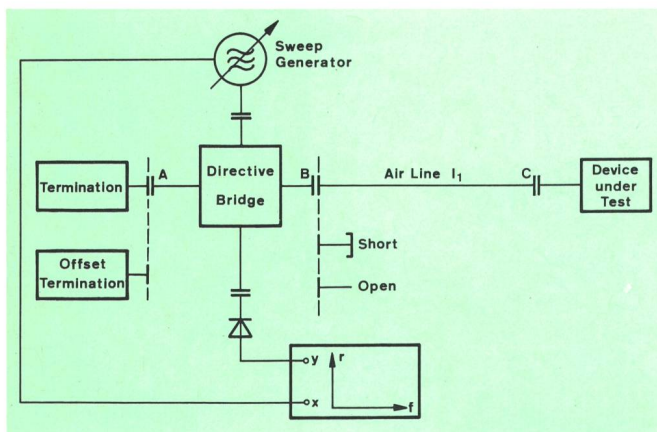 Sweep
Generator
A
B
Air Line l₁
C
Termination
Directive
Bridge
Device
under
Test
Offset
Termination
Short
Open
y
r
x
f